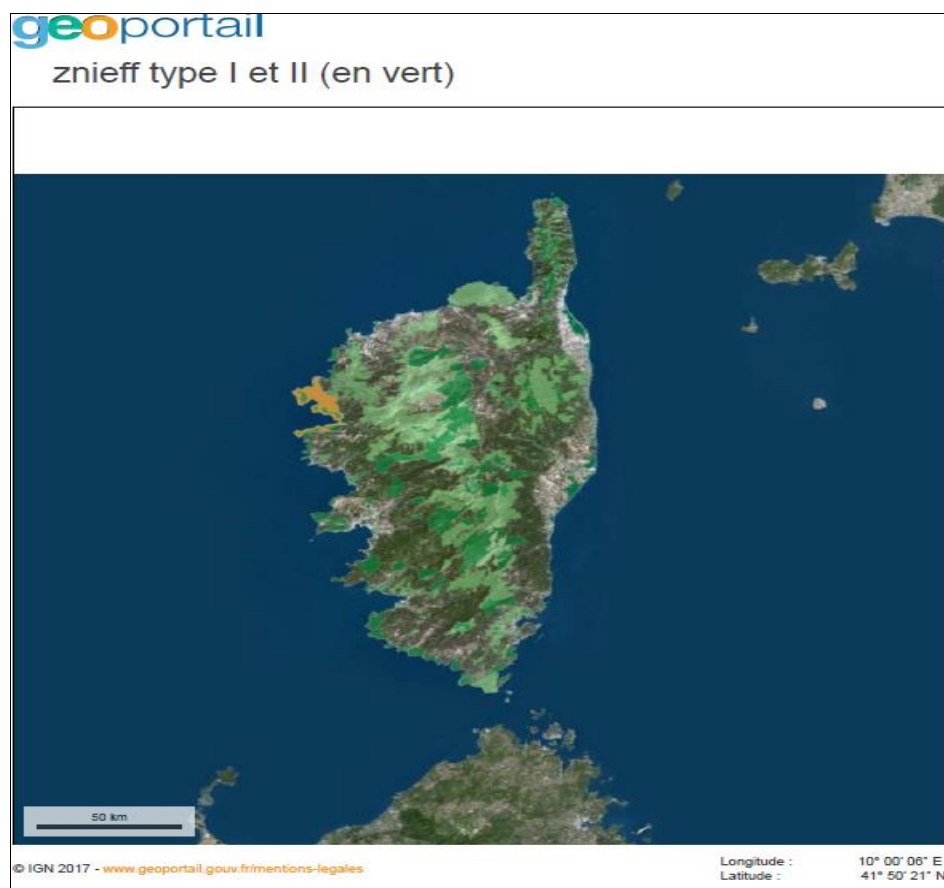 geoportail
znieff type I et II (en vert)
50 km
© IGN 2017 - www.geoportail.gouv.fr/mentions-legales
Longitude : 10° 00' 06" E
Latitude : 41° 50' 21" N